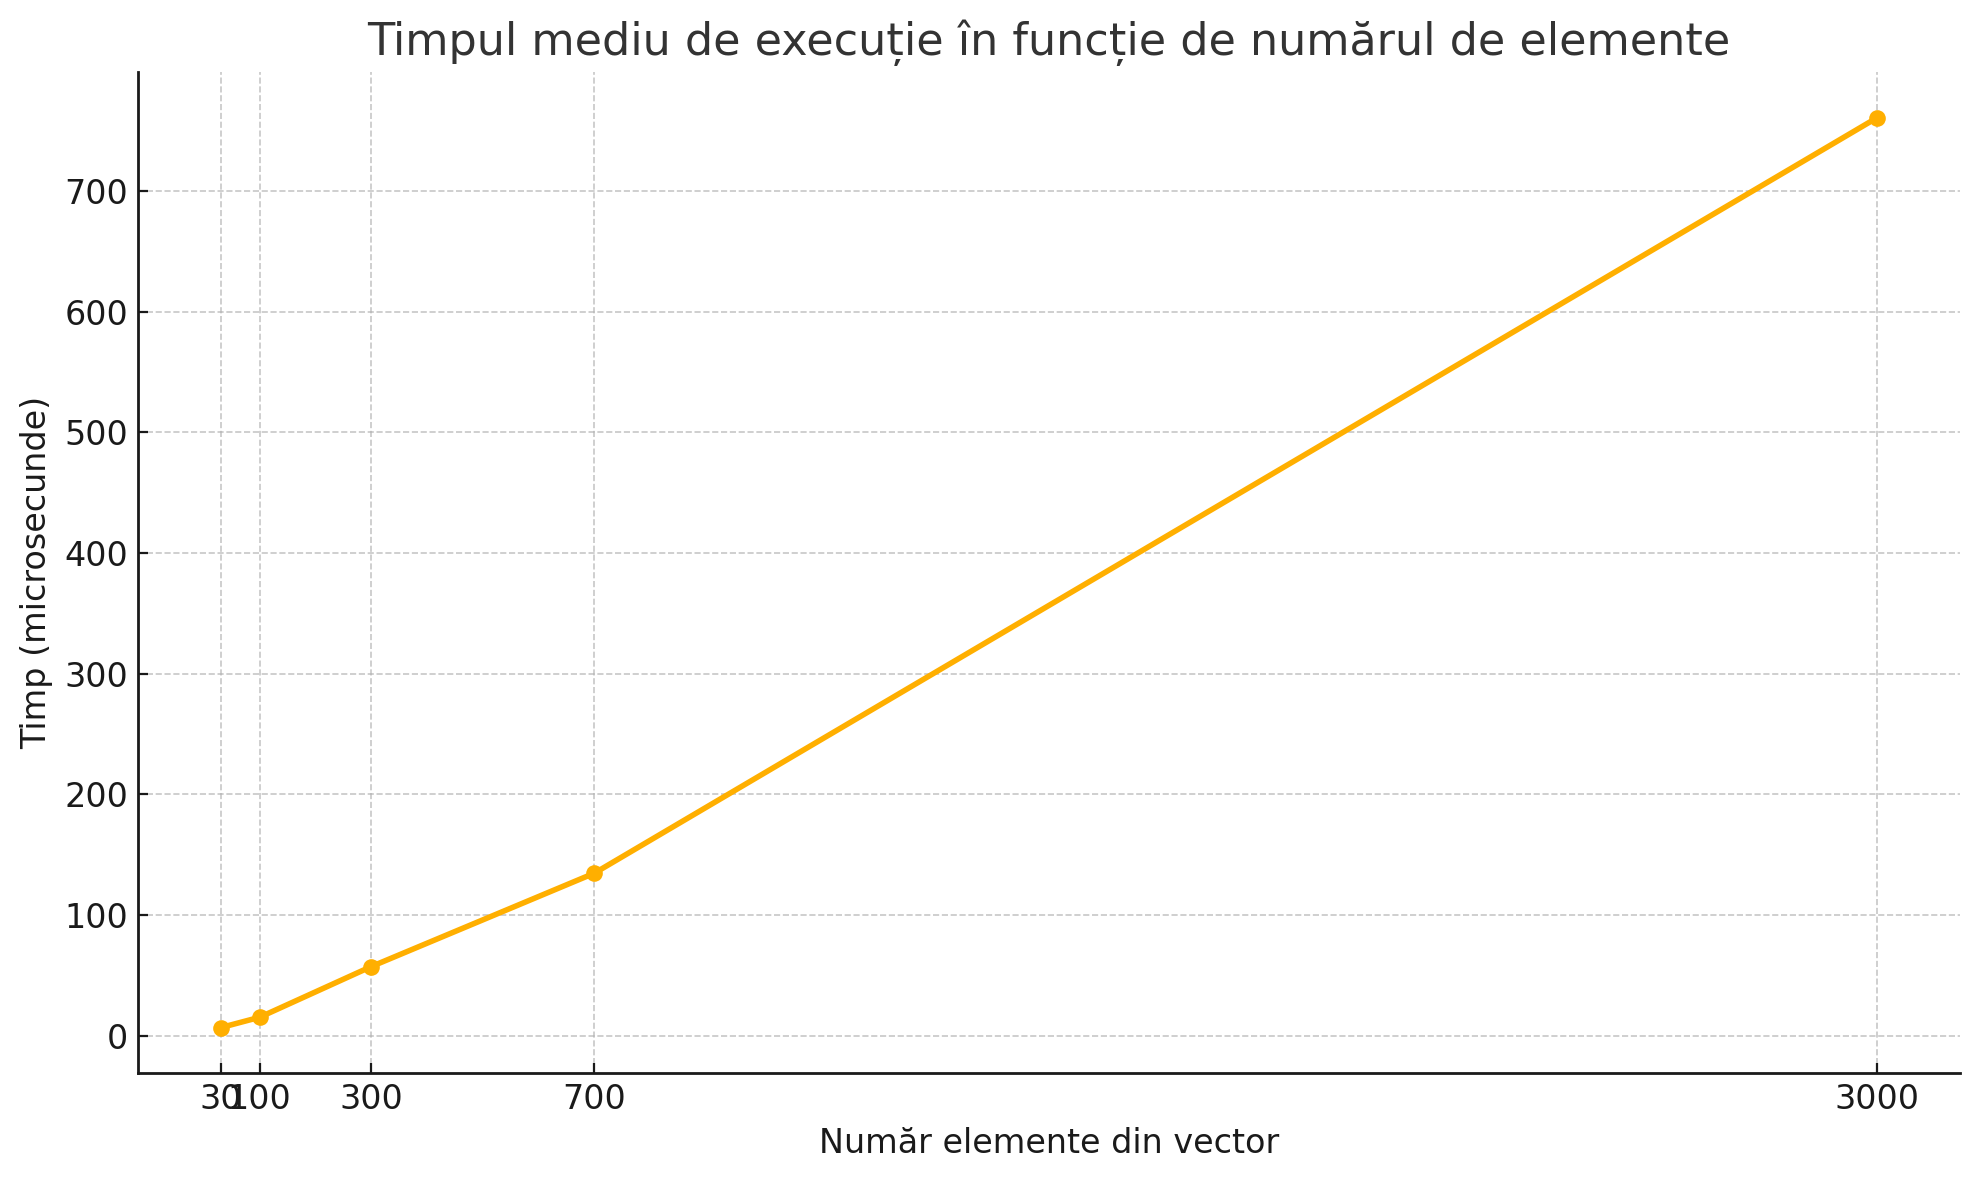 Timpul mediu de execuție în funcție de numărul de elemente
Timp (microsecunde)
700
600
500
400
300
200
100
0
30 100 300 700 3000
Număr elemente din vector